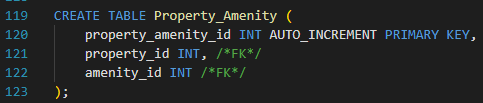 119 CREATE TABLE Property_Amenity (
120 property_amenity_id INT AUTO_INCREMENT PRIMARY KEY,
121 property_id INT, /*FK*/
122 amenity_id INT /*FK*/
123 );